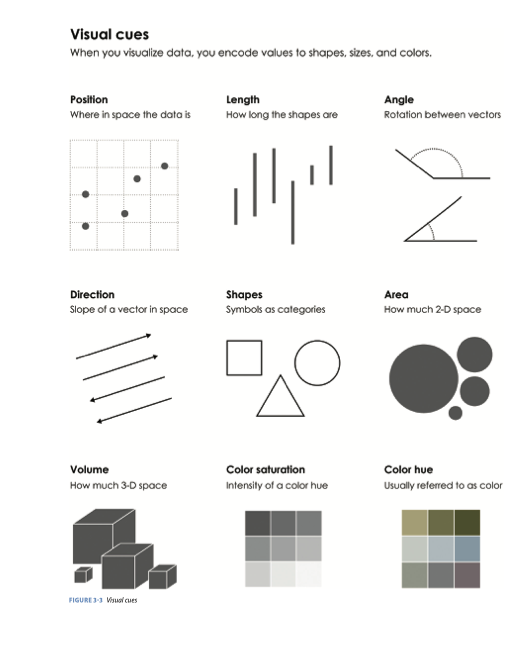 Visual cues
When you visualize data, you encode values to shapes, sizes, and colors.
Position
Where in space the data is
Length
How long the shapes are
Angle
Rotation between vectors
Direction
Slope of a vector in space
Shapes
Symbols as categories
Area
How much 2-D space
Volume
How much 3-D space
Color saturation
Intensity of a color hue
Color hue
Usually referred to as color
FIGURE 3-3 Visual cues